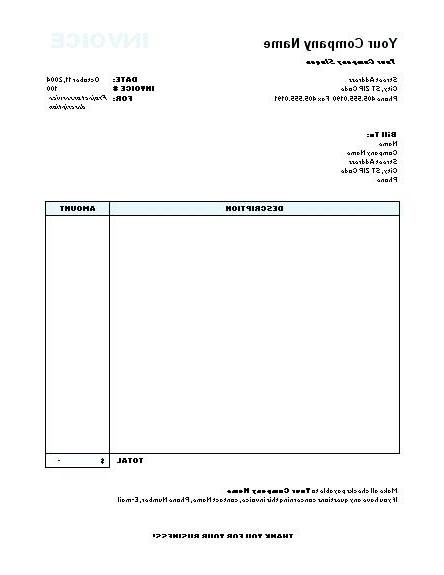 Your Company Name INVOICE
Your Company Slogan
Street Address DATE: October 11, 2004
City, ST ZIP Code INVOICE # 100
Phone 405.555.0190 Fax 405.555.0191 FOR: Project or service
description
Bill To:
Name
Company Name
Street Address
City, ST ZIP Code
Phone
DESCRIPTION AMOUNT
TOTAL $ -
Make all checks payable to Your Company Name
If you have any questions concerning this invoice, contact Name, Phone Number, E-mail
THANK YOU FOR YOUR BUSINESS!